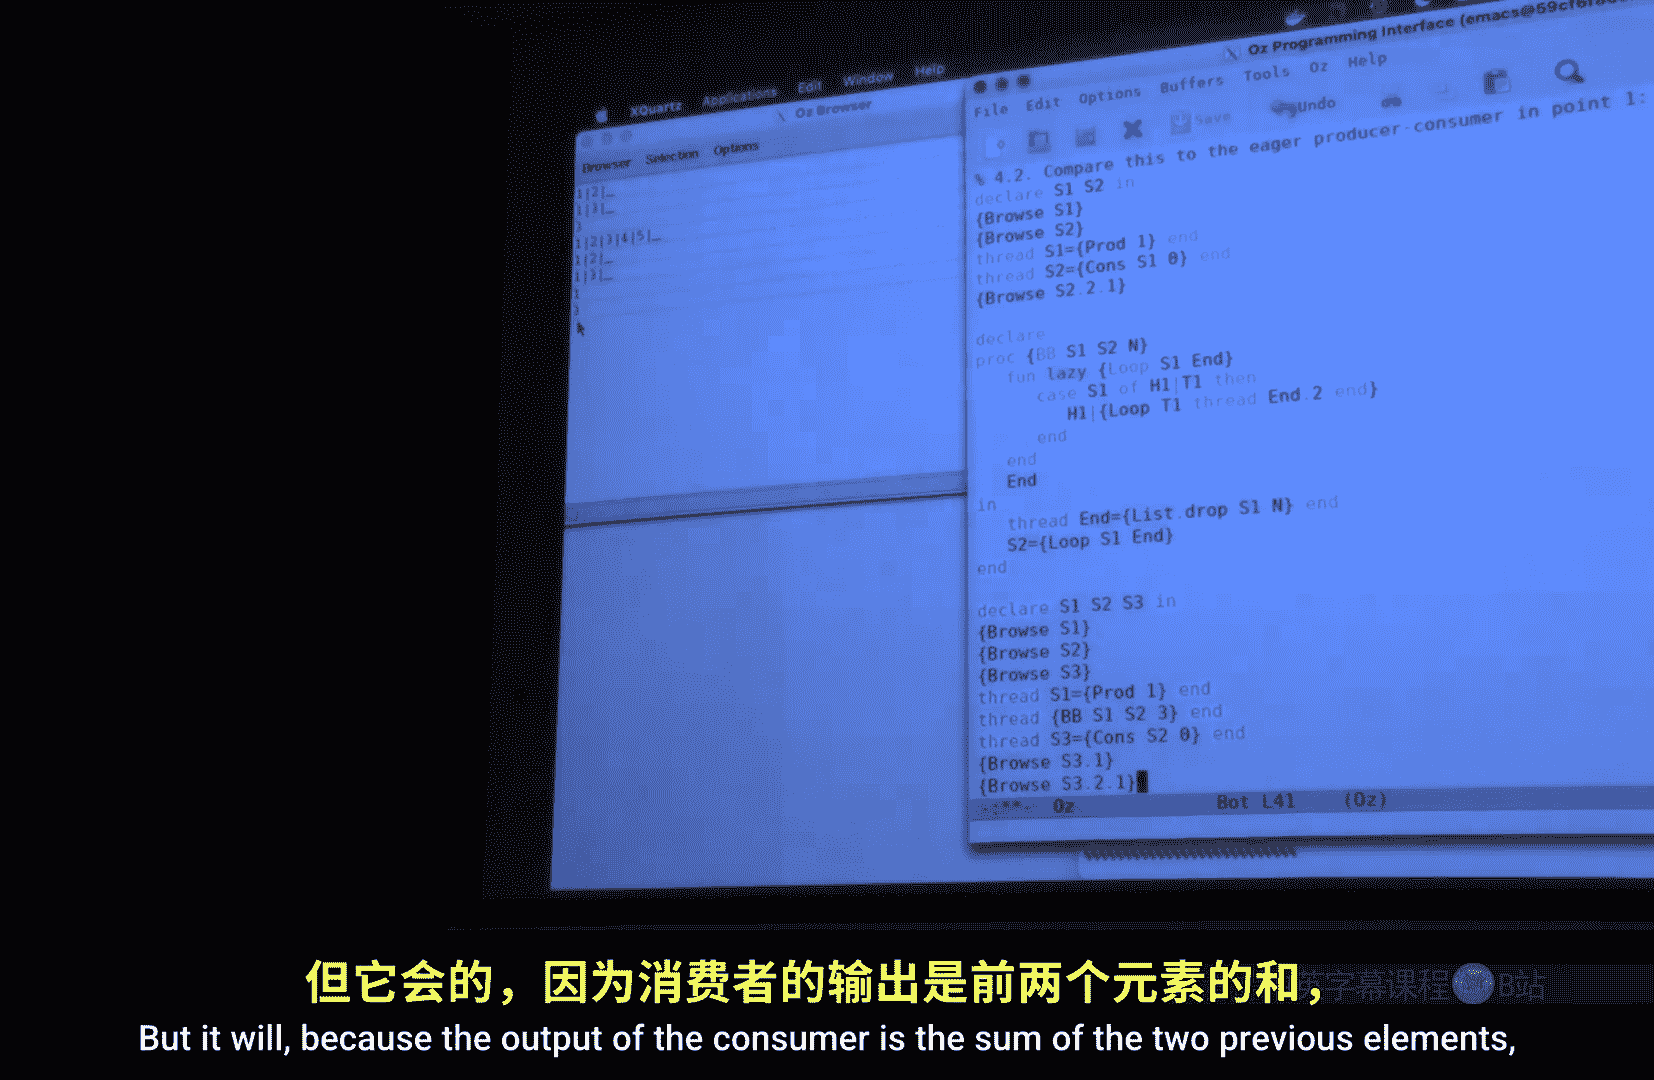 XQuartz Applications Edit Window Help
Oz Browser
Browser Selection Options
1|2|_
1|3|_
3
1|2|3|4|5|_
1|2|_
1|3|_
1
3
Oz Programming Interface
File Edit Options Buffers Tools Oz Help
Save Undo
% 4.2. Compare this to the eager producer-consumer in point 1:
declare S1 S2 in
{Browse S1}
{Browse S2}
thread S1={Prod 1} end
thread S2={Cons S1 0} end
{Browse S2.2.1}
declare
proc {BB S1 S2 N}
fun lazy {Loop S1 End}
case S1 of H1|T1 then
H1|{Loop T1 thread End.2 end}
end
end
End
in
thread End={List.drop S1 N} end
S2={Loop S1 End}
end
declare S1 S2 S3 in
{Browse S1}
{Browse S2}
{Browse S3}
thread S1={Prod 1} end
thread {BB S1 S2 3} end
thread S3={Cons S2 0} end
{Browse S3.1}
{Browse S3.2.1}
-:**- Oz Bot L41 (Oz)
但它会的，因为消费者的输出是前两个元素的和，
字幕课程 B站
But it will, because the output of the consumer is the sum of the two previous elements,